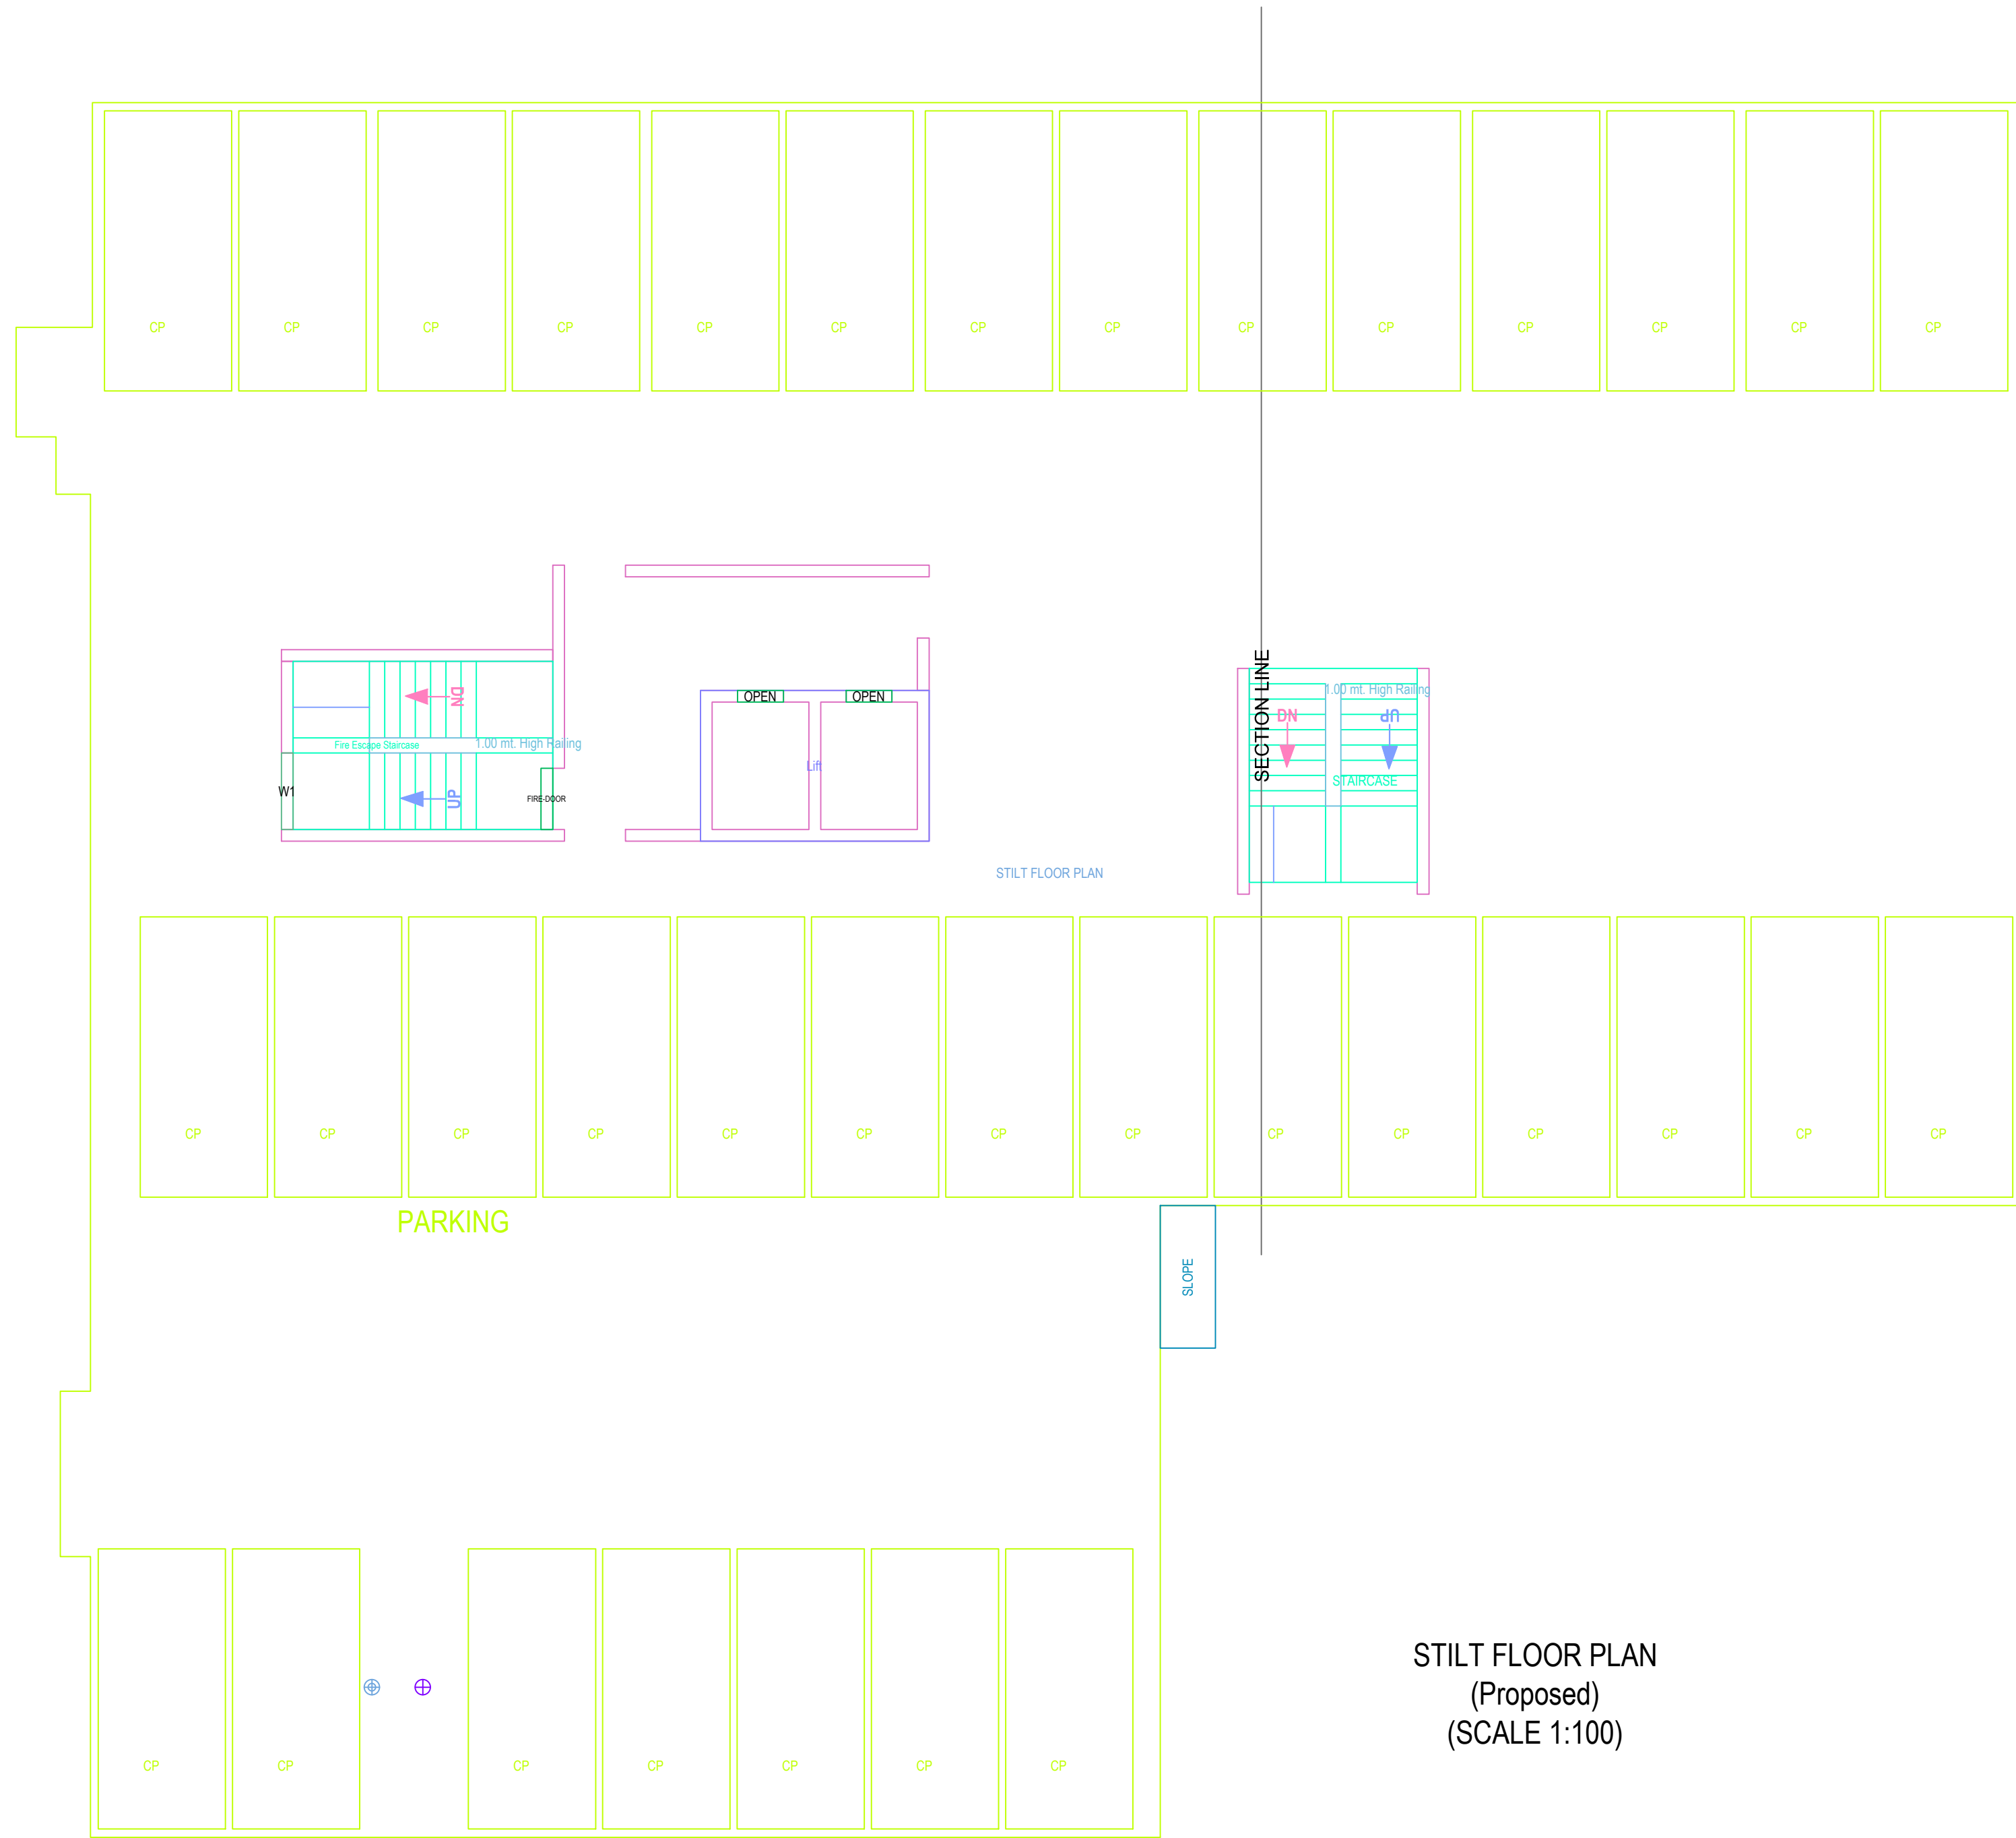 CP CP CP CP CP CP CP CP CP CP CP CP CP CP
SECTION LINE
DN
1.00 mt. High Railing
Fire Escape Staircase
UP
W1
FIRE-DOOR
OPEN OPEN
Lift
1.00 mt. High Railing
DN UP
STAIRCASE
STILT FLOOR PLAN
CP CP CP CP CP CP CP CP CP CP CP CP CP CP
PARKING
SLOPE
CP CP CP CP CP CP CP
STILT FLOOR PLAN
(Proposed)
(SCALE 1:100)